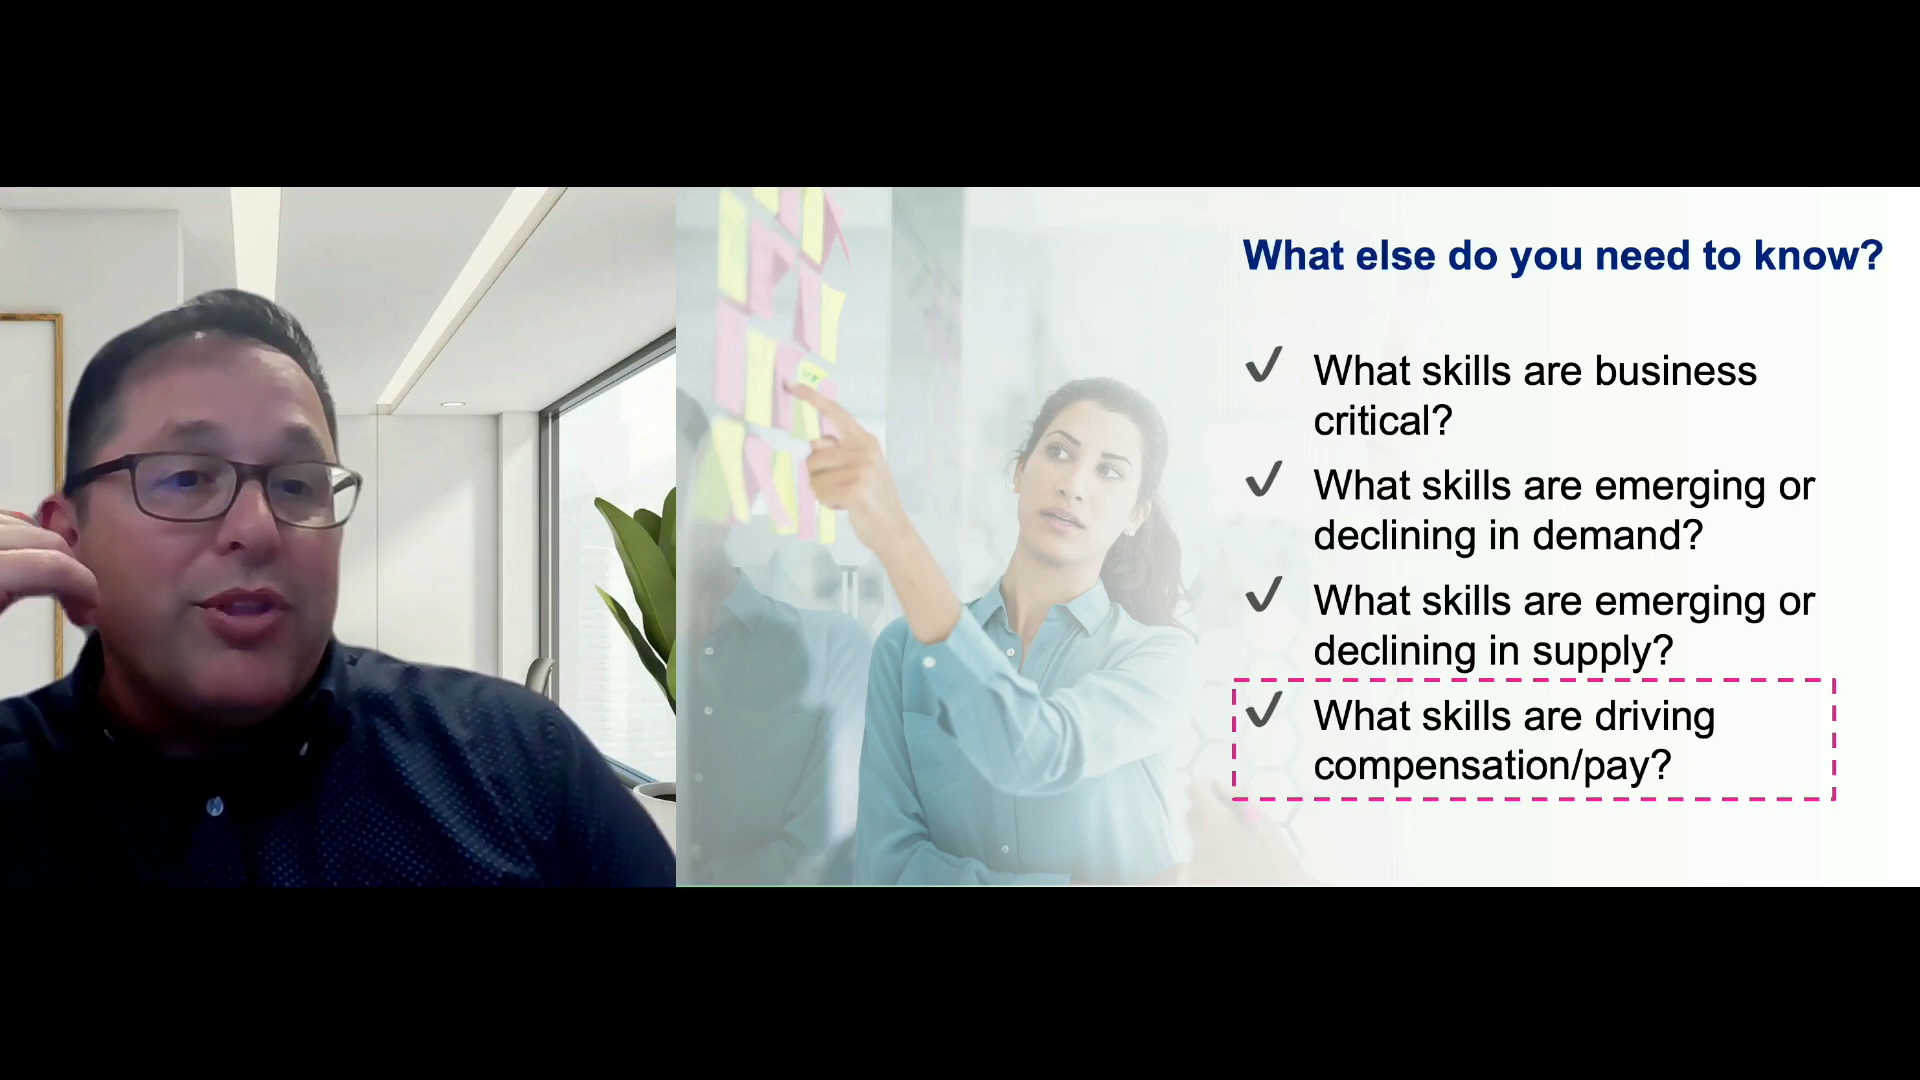 What else do you need to know?
✓ What skills are business
critical?
✓ What skills are emerging or
declining in demand?
✓ What skills are emerging or
declining in supply?
✓ What skills are driving
compensation/pay?